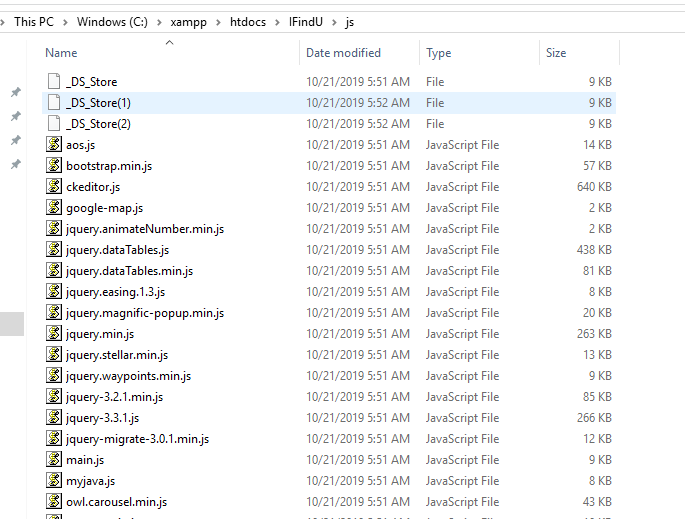 This PC > Windows (C:) > xampp > htdocs > IFindU > js
Name Date modified Type Size
_DS_Store 10/21/2019 5:51 AM File 9 KB
_DS_Store(1) 10/21/2019 5:52 AM File 9 KB
_DS_Store(2) 10/21/2019 5:52 AM File 9 KB
aos.js 10/21/2019 5:51 AM JavaScript File 14 KB
bootstrap.min.js 10/21/2019 5:51 AM JavaScript File 57 KB
ckeditor.js 10/21/2019 5:51 AM JavaScript File 640 KB
google-map.js 10/21/2019 5:51 AM JavaScript File 2 KB
jquery.animateNumber.min.js 10/21/2019 5:51 AM JavaScript File 2 KB
jquery.dataTables.js 10/21/2019 5:51 AM JavaScript File 438 KB
jquery.dataTables.min.js 10/21/2019 5:51 AM JavaScript File 81 KB
jquery.easing.1.3.js 10/21/2019 5:51 AM JavaScript File 8 KB
jquery.magnific-popup.min.js 10/21/2019 5:51 AM JavaScript File 20 KB
jquery.min.js 10/21/2019 5:51 AM JavaScript File 263 KB
jquery.stellar.min.js 10/21/2019 5:51 AM JavaScript File 13 KB
jquery.waypoints.min.js 10/21/2019 5:51 AM JavaScript File 9 KB
jquery-3.2.1.min.js 10/21/2019 5:51 AM JavaScript File 85 KB
jquery-3.3.1.js 10/21/2019 5:51 AM JavaScript File 266 KB
jquery-migrate-3.0.1.min.js 10/21/2019 5:51 AM JavaScript File 12 KB
main.js 10/21/2019 5:51 AM JavaScript File 9 KB
myjava.js 10/21/2019 5:51 AM JavaScript File 8 KB
owl.carousel.min.js 10/21/2019 5:51 AM JavaScript File 43 KB